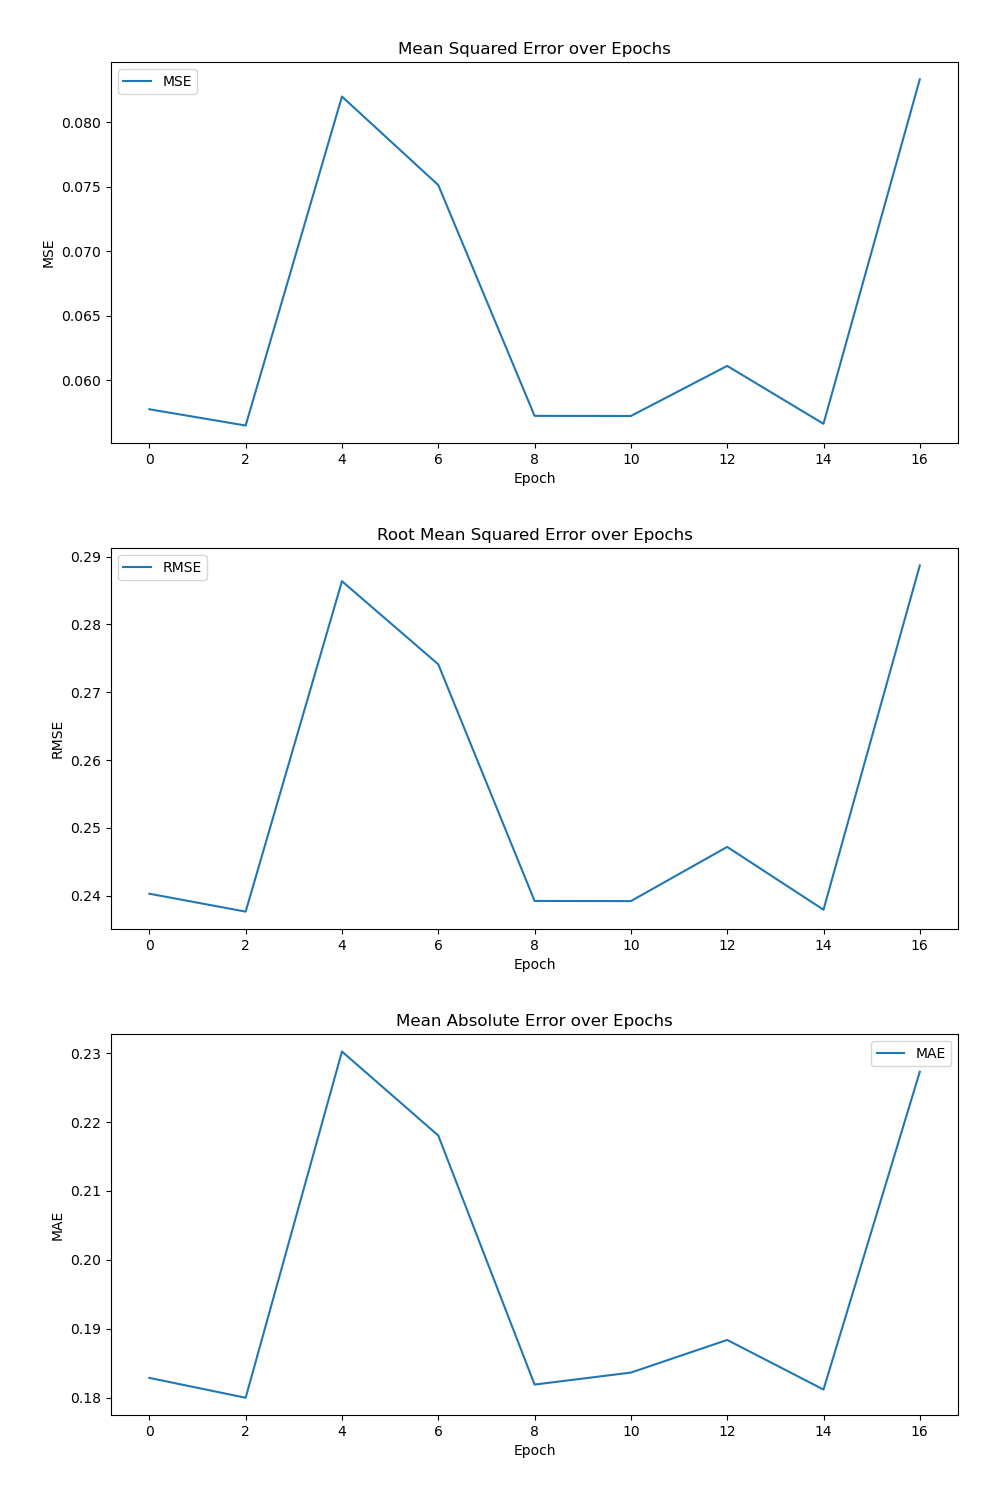 Mean Squared Error over Epochs
MSE
0.080
0.075
0.070
0.065
0.060
MSE
0 2 4 6 8 10 12 14 16
Epoch
Root Mean Squared Error over Epochs
RMSE
0.29
0.28
0.27
0.26
0.25
0.24
RMSE
0 2 4 6 8 10 12 14 16
Epoch
Mean Absolute Error over Epochs
MAE
0.23
0.22
0.21
0.20
0.19
0.18
MAE
0 2 4 6 8 10 12 14 16
Epoch